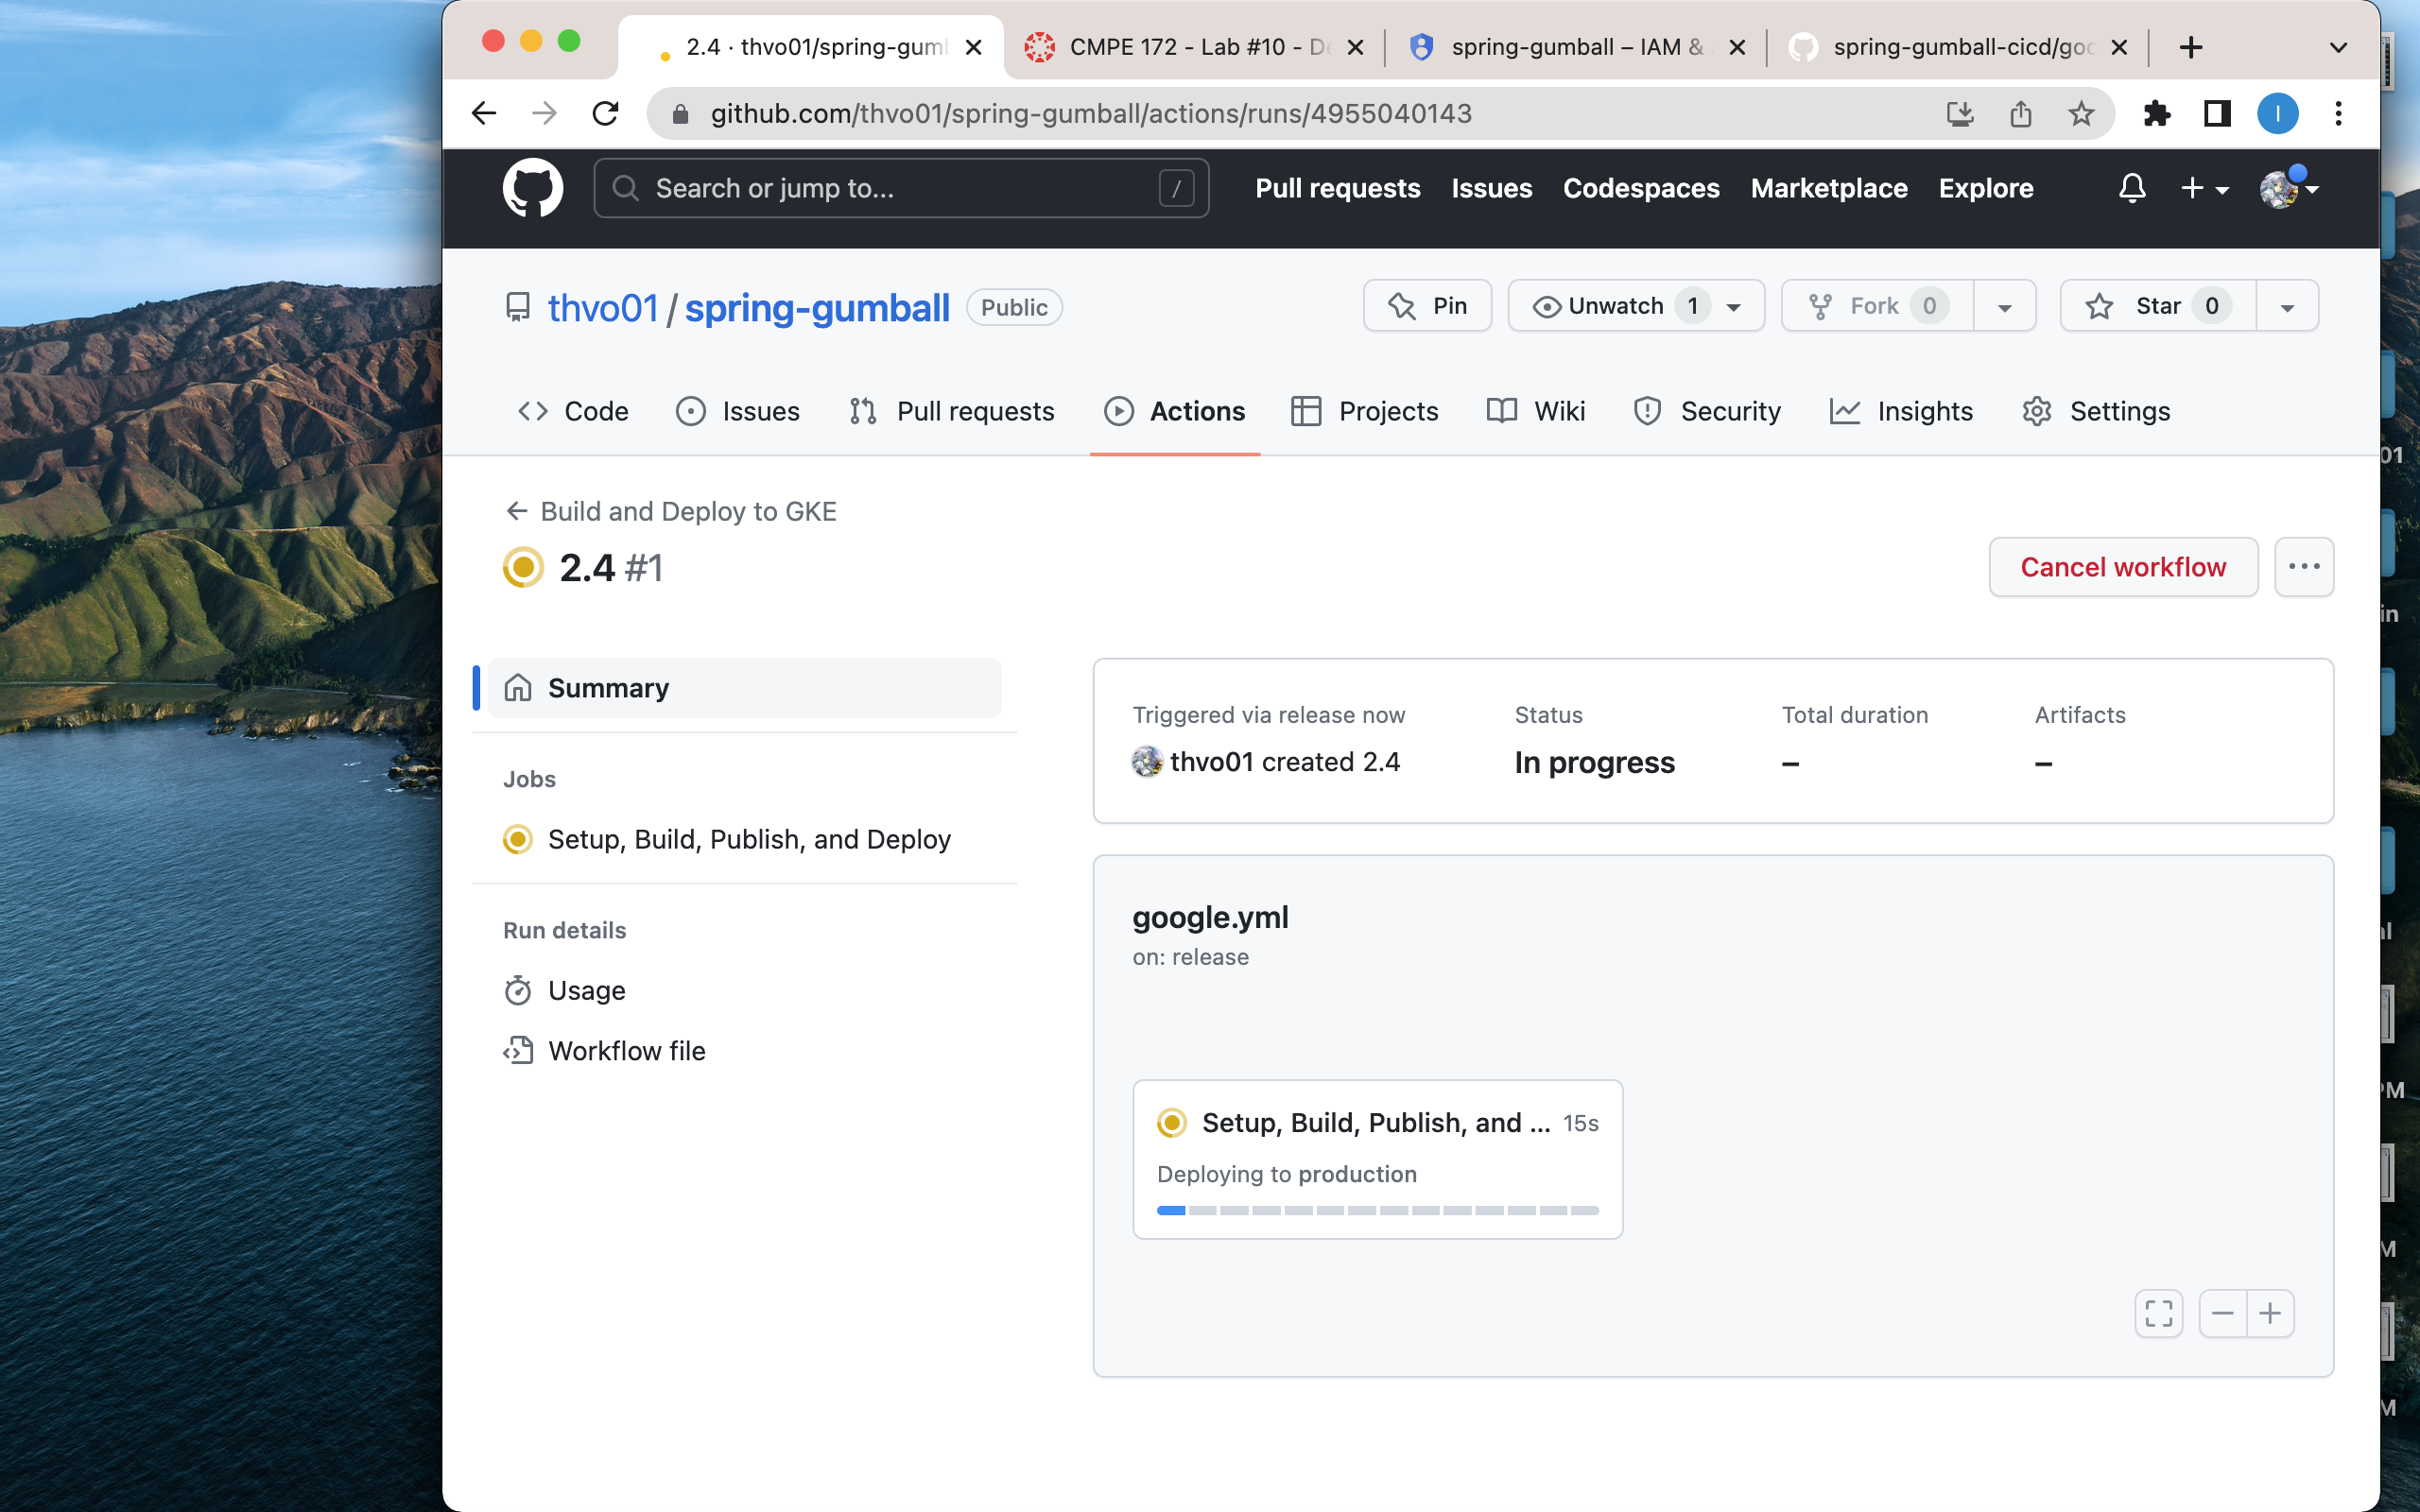 2.4 · thvo01/spring-gum
CMPE 172 - Lab #10 - De
spring-gumball – IAM &
spring-gumball-cicd/goo
github.com/thvo01/spring-gumball/actions/runs/4955040143
I
Search or jump to...
/
Pull requests
Issues
Codespaces
Marketplace
Explore
thvo01 / spring-gumball
Public
Pin
Unwatch 1
Fork 0
Star 0
Code
Issues
Pull requests
Actions
Projects
Wiki
Security
Insights
Settings
Build and Deploy to GKE
2.4 #1
Cancel workflow
Summary
Jobs
Setup, Build, Publish, and Deploy
Run details
Usage
Workflow file
Triggered via release now
thvo01 created 2.4
Status
In progress
Total duration
–
Artifacts
–
google.yml
on: release
Setup, Build, Publish, and ... 15s
Deploying to production
01
in
PM
M
M